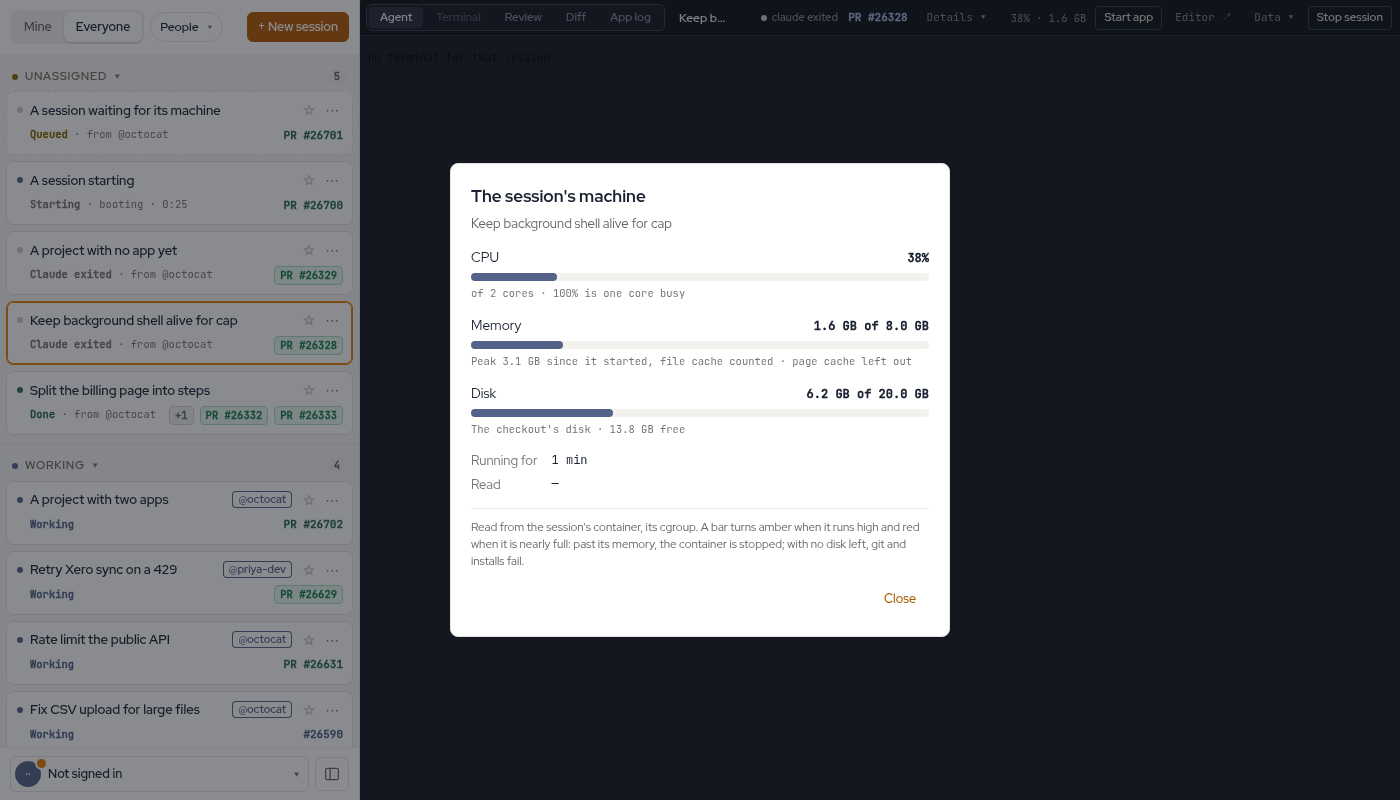 Mine Everyone People ▾ + New session
UNASSIGNED ▾ 5
A session waiting for its machine ☆ ⋯
Queued · from @octocat PR #26701
A session starting ☆ ⋯
Starting · booting · 0:25 PR #26700
A project with no app yet ☆ ⋯
Claude exited · from @octocat PR #26329
Keep background shell alive for cap ☆ ⋯
Claude exited · from @octocat PR #26328
Split the billing page into steps ☆ ⋯
Done · from @octocat +1 PR #26332 PR #26333
WORKING ▾ 4
A project with two apps @octocat ☆ ⋯
Working PR #26702
Retry Xero sync on a 429 @priya-dev ☆ ⋯
Working PR #26629
Rate limit the public API @octocat ☆ ⋯
Working PR #26631
Fix CSV upload for large files @octocat ☆ ⋯
Working #26590
Not signed in ▾
Agent Terminal Review Diff App log Keep b… claude exited PR #26328 Details ▾ 38% · 1.6 GB Start app Editor ↗ Data ▾ Stop session
no terminal for that session
The session's machine
Keep background shell alive for cap
CPU 38%
of 2 cores · 100% is one core busy
Memory 1.6 GB of 8.0 GB
Peak 3.1 GB since it started, file cache counted · page cache left out
Disk 6.2 GB of 20.0 GB
The checkout's disk · 13.8 GB free
Running for 1 min
Read —
Read from the session's container, its cgroup. A bar turns amber when it runs high and red
when it is nearly full: past its memory, the container is stopped; with no disk left, git and
installs fail.
Close